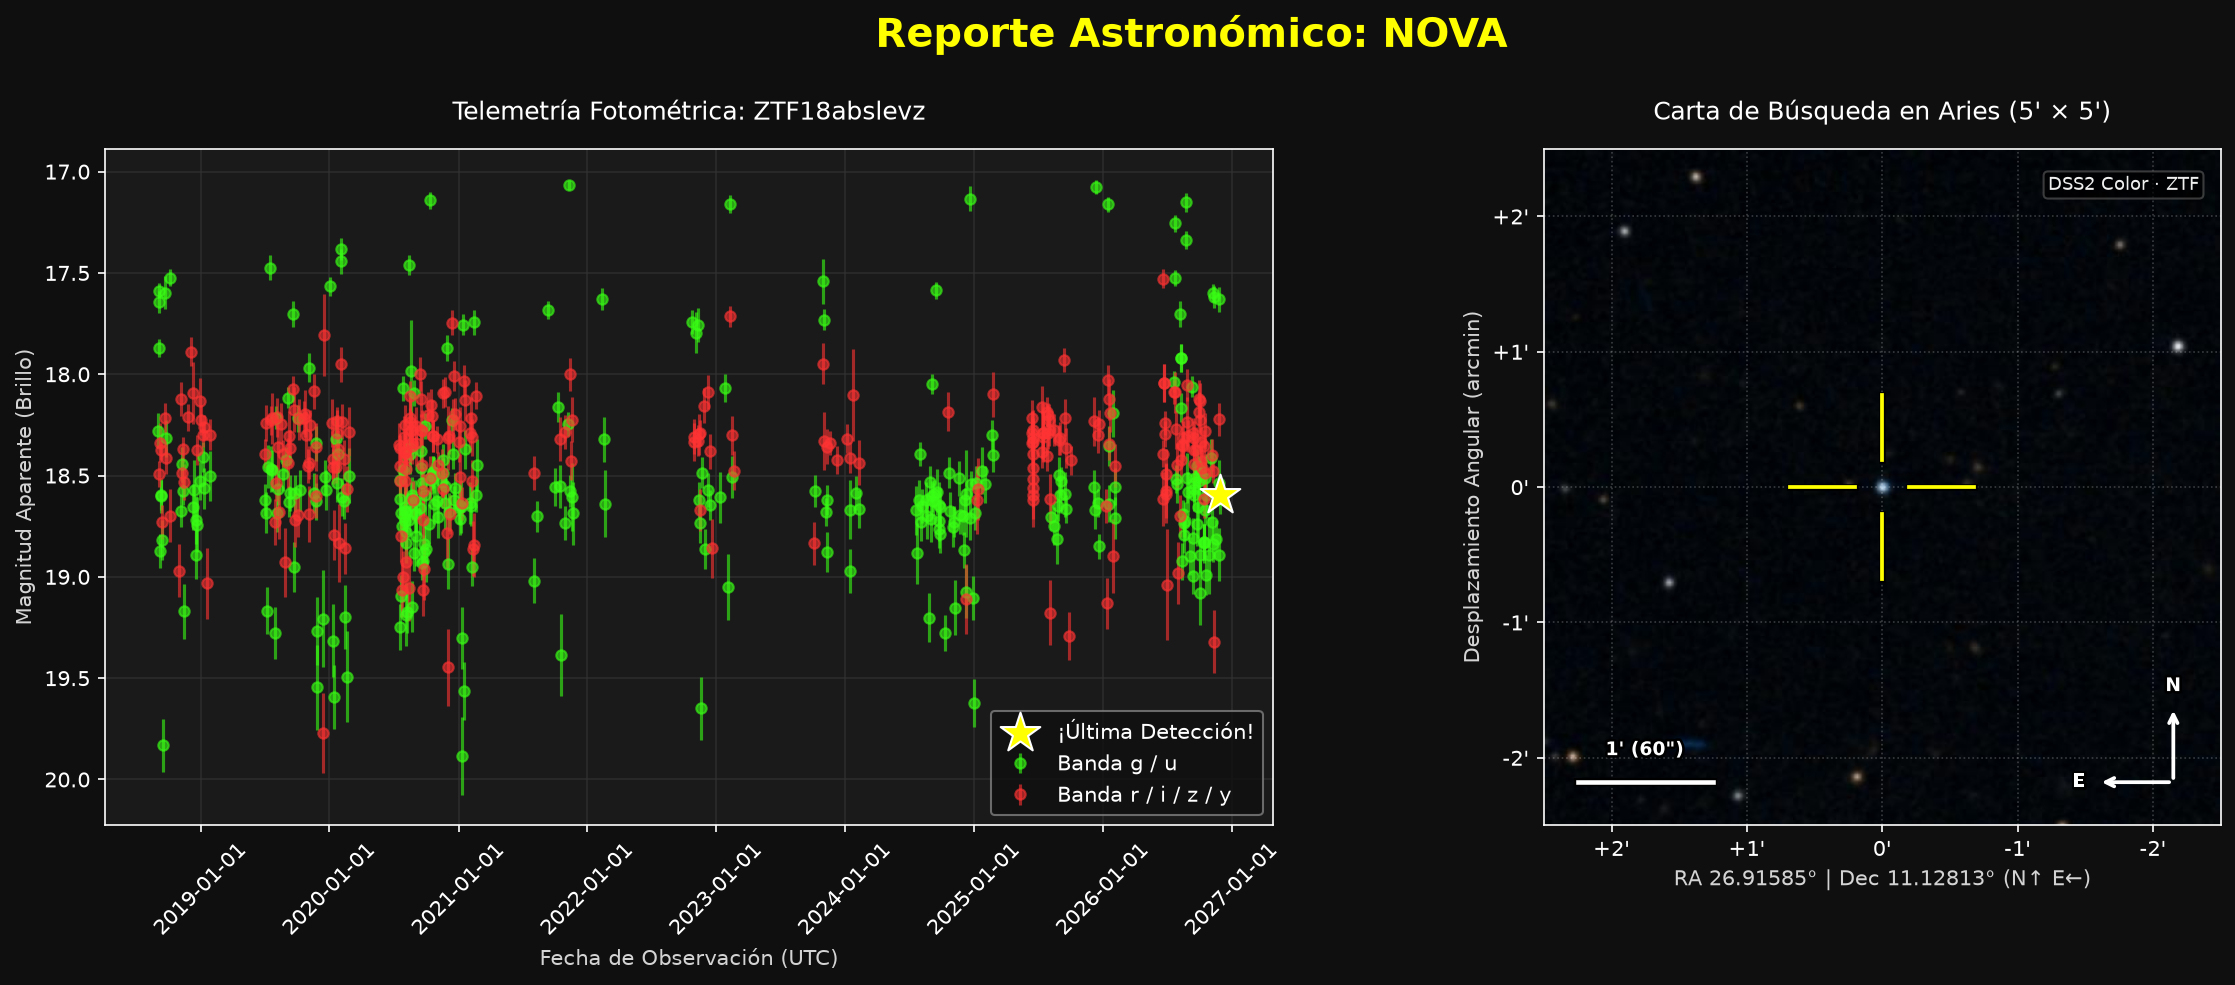 Reporte Astronómico: NOVA
Telemetría Fotométrica: ZTF18abslevz
Magnitud Aparente (Brillo)
17.0
17.5
18.0
18.5
19.0
19.5
20.0
¡Última Detección!
Banda g / u
Banda r / i / z / y
2019-01-01
2020-01-01
2021-01-01
2022-01-01
2023-01-01
2024-01-01
2025-01-01
2026-01-01
2027-01-01
Fecha de Observación (UTC)
Carta de Búsqueda en Aries (5' × 5')
Desplazamiento Angular (arcmin)
+2'
+1'
0'
-1'
-2'
DSS2 Color · ZTF
N
E
1' (60")
+2'
+1'
0'
-1'
-2'
RA 26.91585° | Dec 11.12813° (N↑ E←)